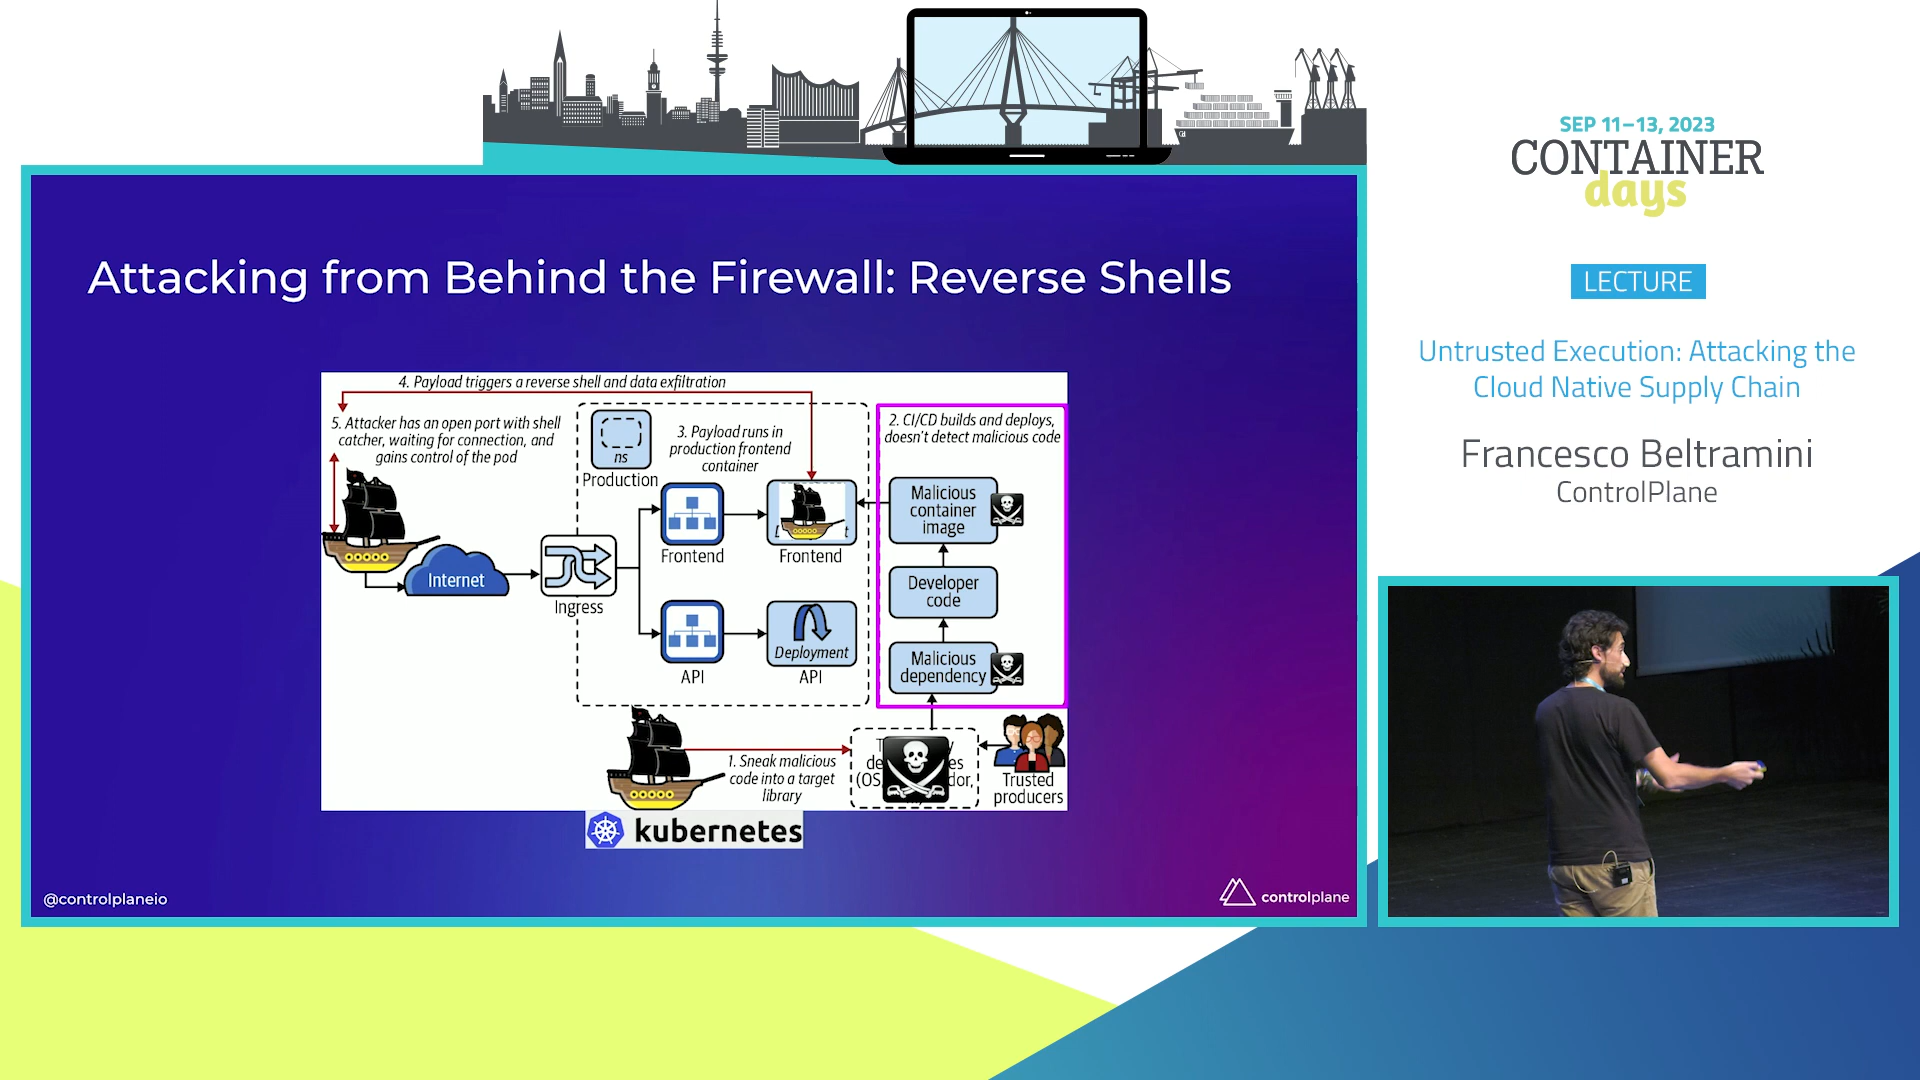 SEP 11–13, 2023
CONTAINER
days
LECTURE
Untrusted Execution: Attacking the
Cloud Native Supply Chain
Francesco Beltramini
ControlPlane
Attacking from Behind the Firewall: Reverse Shells
4. Payload triggers a reverse shell and data exfiltration
5. Attacker has an open port with shell
catcher, waiting for connection, and
gains control of the pod
ns
Production
3. Payload runs in
production frontend
container
2. CI/CD builds and deploys,
doesn't detect malicious code
Malicious
container
image
Frontend
Frontend
Internet
Ingress
Developer
code
Deployment
API
API
Malicious
dependency
1. Sneak malicious
code into a target
library
(OS
Trusted
producers
kubernetes
@controlplaneio
controlplane